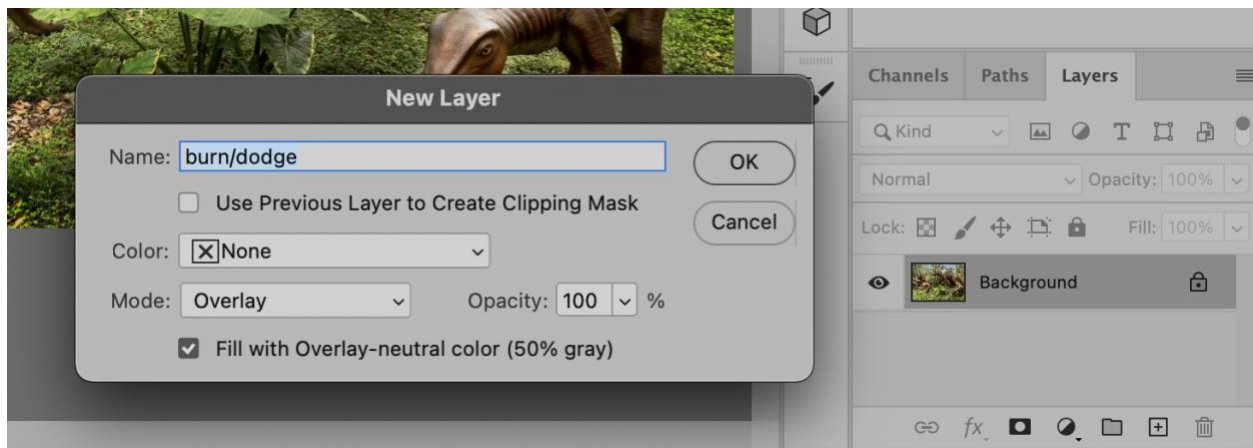 New Layer
Name: burn/dodge
OK
Use Previous Layer to Create Clipping Mask
Cancel
Color: None
Mode: Overlay Opacity: 100 %
Fill with Overlay-neutral color (50% gray)
Channels Paths Layers
Kind T
Normal Opacity: 100%
Lock: Fill: 100%
Background
fx